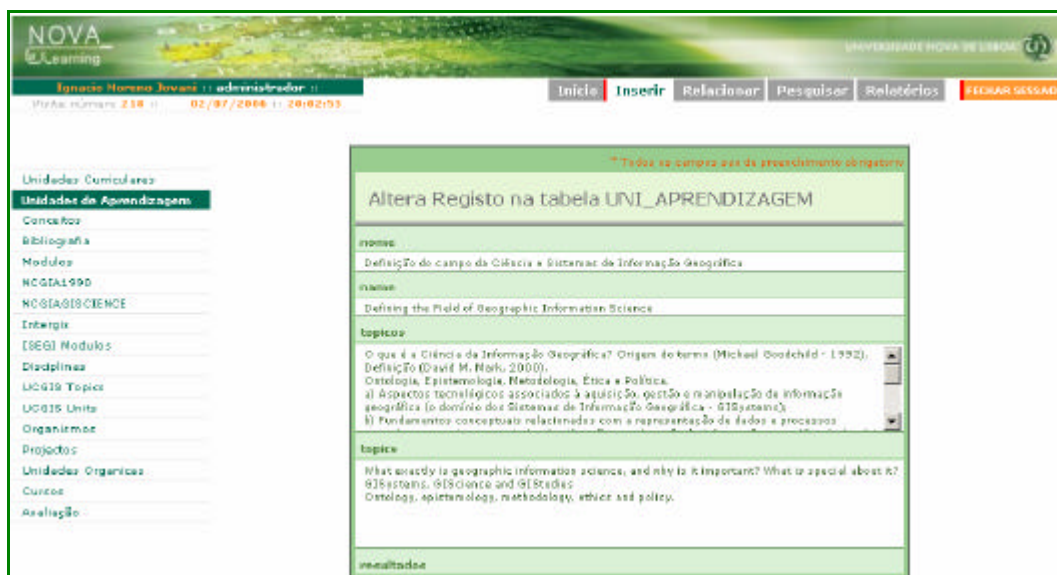 NOVA
eLearning
UNIVERSIDADE NOVA DE LISBOA
Ignacio Moreno Jovani :: administrador ::
Visita número 218 :: 02/07/2006 :: 20:02:53
Início Inserir Relacionar Pesquisar Relatórios FECHAR SESSAO
Unidades Curriculares
Unidades de Aprendizagem
Conceitos
Bibliografia
Modulos
NCGIA1990
NCGIAGISCIENCE
Intergis
ISEGI Modulos
Disciplinas
UCGIS Topics
UCGIS Units
Organismos
Projectos
Unidades Organicas
Cursos
Avaliação
** Todos os campos sao de preenchimento obrigatorio
Altera Registo na tabela UNI_APRENDIZAGEM
nome
Definição do campo da Ciência e Sistemas de Informação Geográfica
name
Defining the Field of Geographic Information Science
topicos
O que é a Ciência da Informação Geográfica? Origem do termo (Michael Goodchild - 1992).
Definição (David M. Mark, 2000).
Ontologia, Epistemologia, Metodologia, Ética e Política.
a) Aspectos tecnológicos associados à aquisição, gestão e manipulação de informação
geográfica (o domínio dos Sistemas de Informação Geográfica - GISystems);
b) Fundamentos conceptuais relacionados com a representação de dados e processos
topics
What exactly is geographic information science, and why is it important? What is special about it?
GISystems, GIScience and GIStudies
Ontology, epistemology, methodology, ethics and policy.
resultados